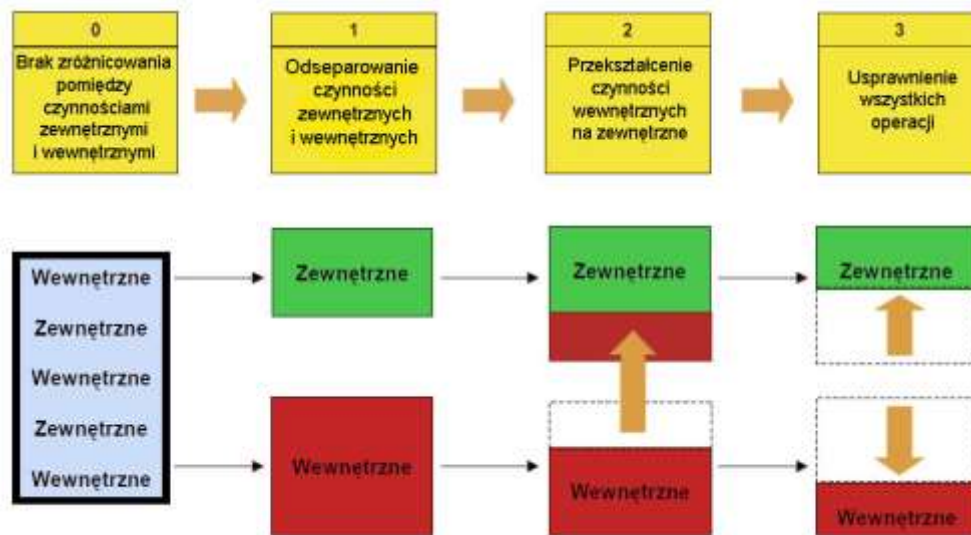 0
Brak zróżnicowania
pomiędzy
czynnościami
zewnętrznymi
i wewnętrznymi
1
Odseparowanie
czynności
zewnętrznych
i wewnętrznych
2
Przekształcenie
czynności
wewnętrznych
na zewnętrzne
3
Usprawnienie
wszystkich
operacji
Wewnętrzne
Zewnętrzne
Wewnętrzne
Zewnętrzne
Wewnętrzne
Zewnętrzne
Wewnętrzne
Zewnętrzne
Wewnętrzne
Zewnętrzne
Wewnętrzne